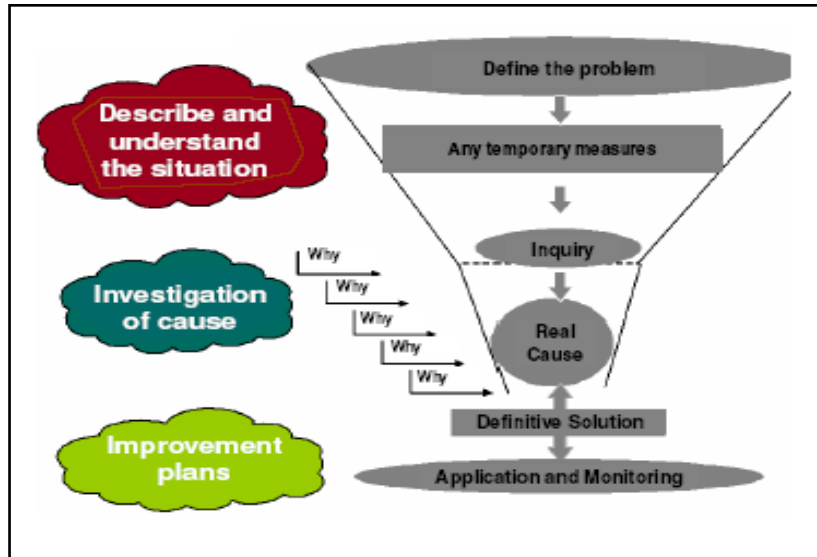 Define the problem
Describe and
understand
the situation
Any temporary measures
Inquiry
Why
Why
Why
Why
Why
Investigation
of cause
Real
Cause
Definitive Solution
Improvement
plans
Application and Monitoring